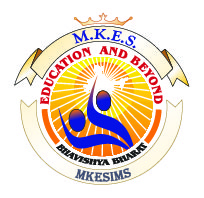 M.K.E.S.
EDUCATION AND BEYOND
BHAVISHYA BHARAT
MKESIMS